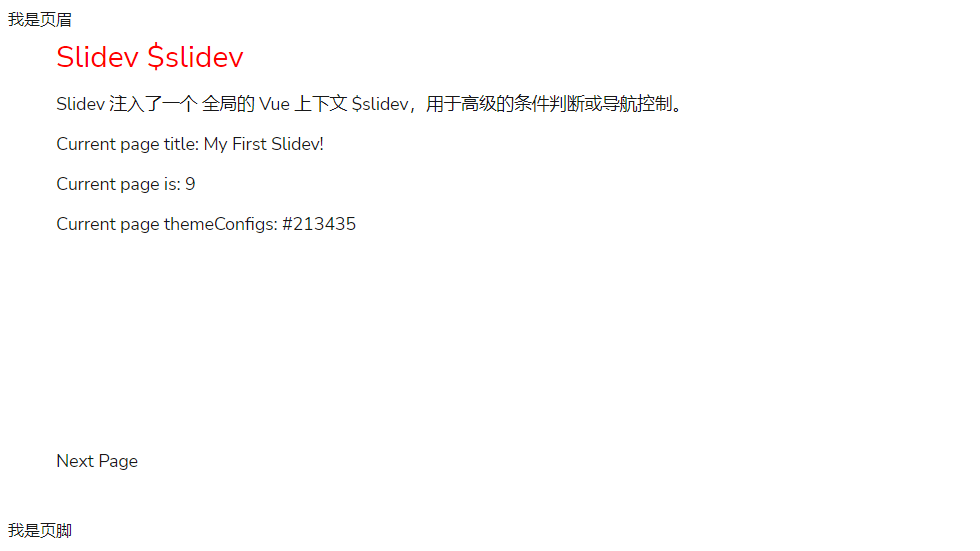 我是页眉
Slidev $slidev
Slidev 注入了一个 全局的 Vue 上下文 $slidev，用于高级的条件判断或导航控制。
Current page title: My First Slidev!
Current page is: 9
Current page themeConfigs: #213435
Next Page
我是页脚